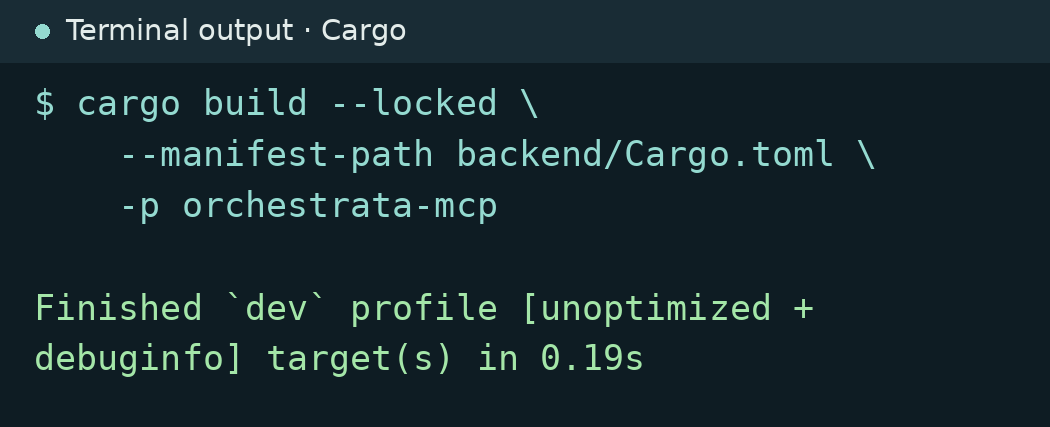 Terminal output · Cargo
$ cargo build --locked \
    --manifest-path backend/Cargo.toml \
    -p orchestrata-mcp
Finished `dev` profile [unoptimized +
debuginfo] target(s) in 0.19s